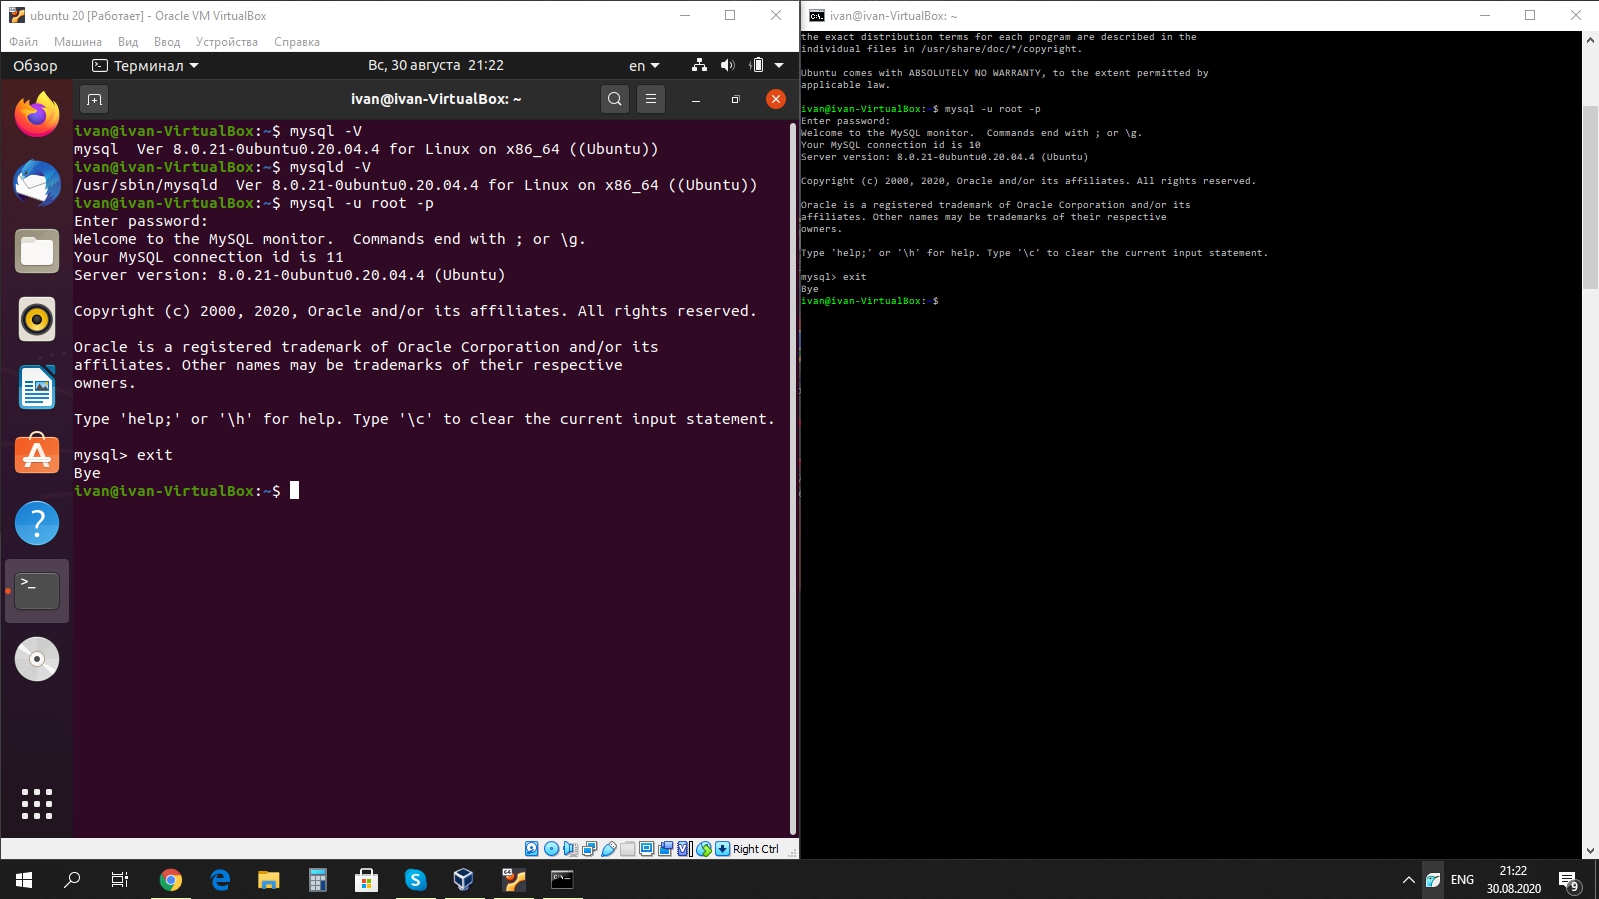 ubuntu 20 [Работает] - Oracle VM VirtualBox
Файл Машина Вид Ввод Устройства Справка
Обзор Терминал Вс, 30 августа 21:22 en
ivan@ivan-VirtualBox: ~
ivan@ivan-VirtualBox:~$ mysql -V
mysql  Ver 8.0.21-0ubuntu0.20.04.4 for Linux on x86_64 ((Ubuntu))
ivan@ivan-VirtualBox:~$ mysqld -V
/usr/sbin/mysqld  Ver 8.0.21-0ubuntu0.20.04.4 for Linux on x86_64 ((Ubuntu))
ivan@ivan-VirtualBox:~$ mysql -u root -p
Enter password:
Welcome to the MySQL monitor.  Commands end with ; or \g.
Your MySQL connection id is 11
Server version: 8.0.21-0ubuntu0.20.04.4 (Ubuntu)
Copyright (c) 2000, 2020, Oracle and/or its affiliates. All rights reserved.
Oracle is a registered trademark of Oracle Corporation and/or its
affiliates. Other names may be trademarks of their respective
owners.
Type 'help;' or '\h' for help. Type '\c' to clear the current input statement.
mysql> exit
Bye
ivan@ivan-VirtualBox:~$
Right Ctrl
ivan@ivan-VirtualBox: ~
the exact distribution terms for each program are described in the
individual files in /usr/share/doc/*/copyright.
Ubuntu comes with ABSOLUTELY NO WARRANTY, to the extent permitted by
applicable law.
ivan@ivan-VirtualBox:~$ mysql -u root -p
Enter password:
Welcome to the MySQL monitor.  Commands end with ; or \g.
Your MySQL connection id is 10
Server version: 8.0.21-0ubuntu0.20.04.4 (Ubuntu)
Copyright (c) 2000, 2020, Oracle and/or its affiliates. All rights reserved.
Oracle is a registered trademark of Oracle Corporation and/or its
affiliates. Other names may be trademarks of their respective
owners.
Type 'help;' or '\h' for help. Type '\c' to clear the current input statement.
mysql> exit
Bye
ivan@ivan-VirtualBox:~$
ENG
21:22
30.08.2020
9